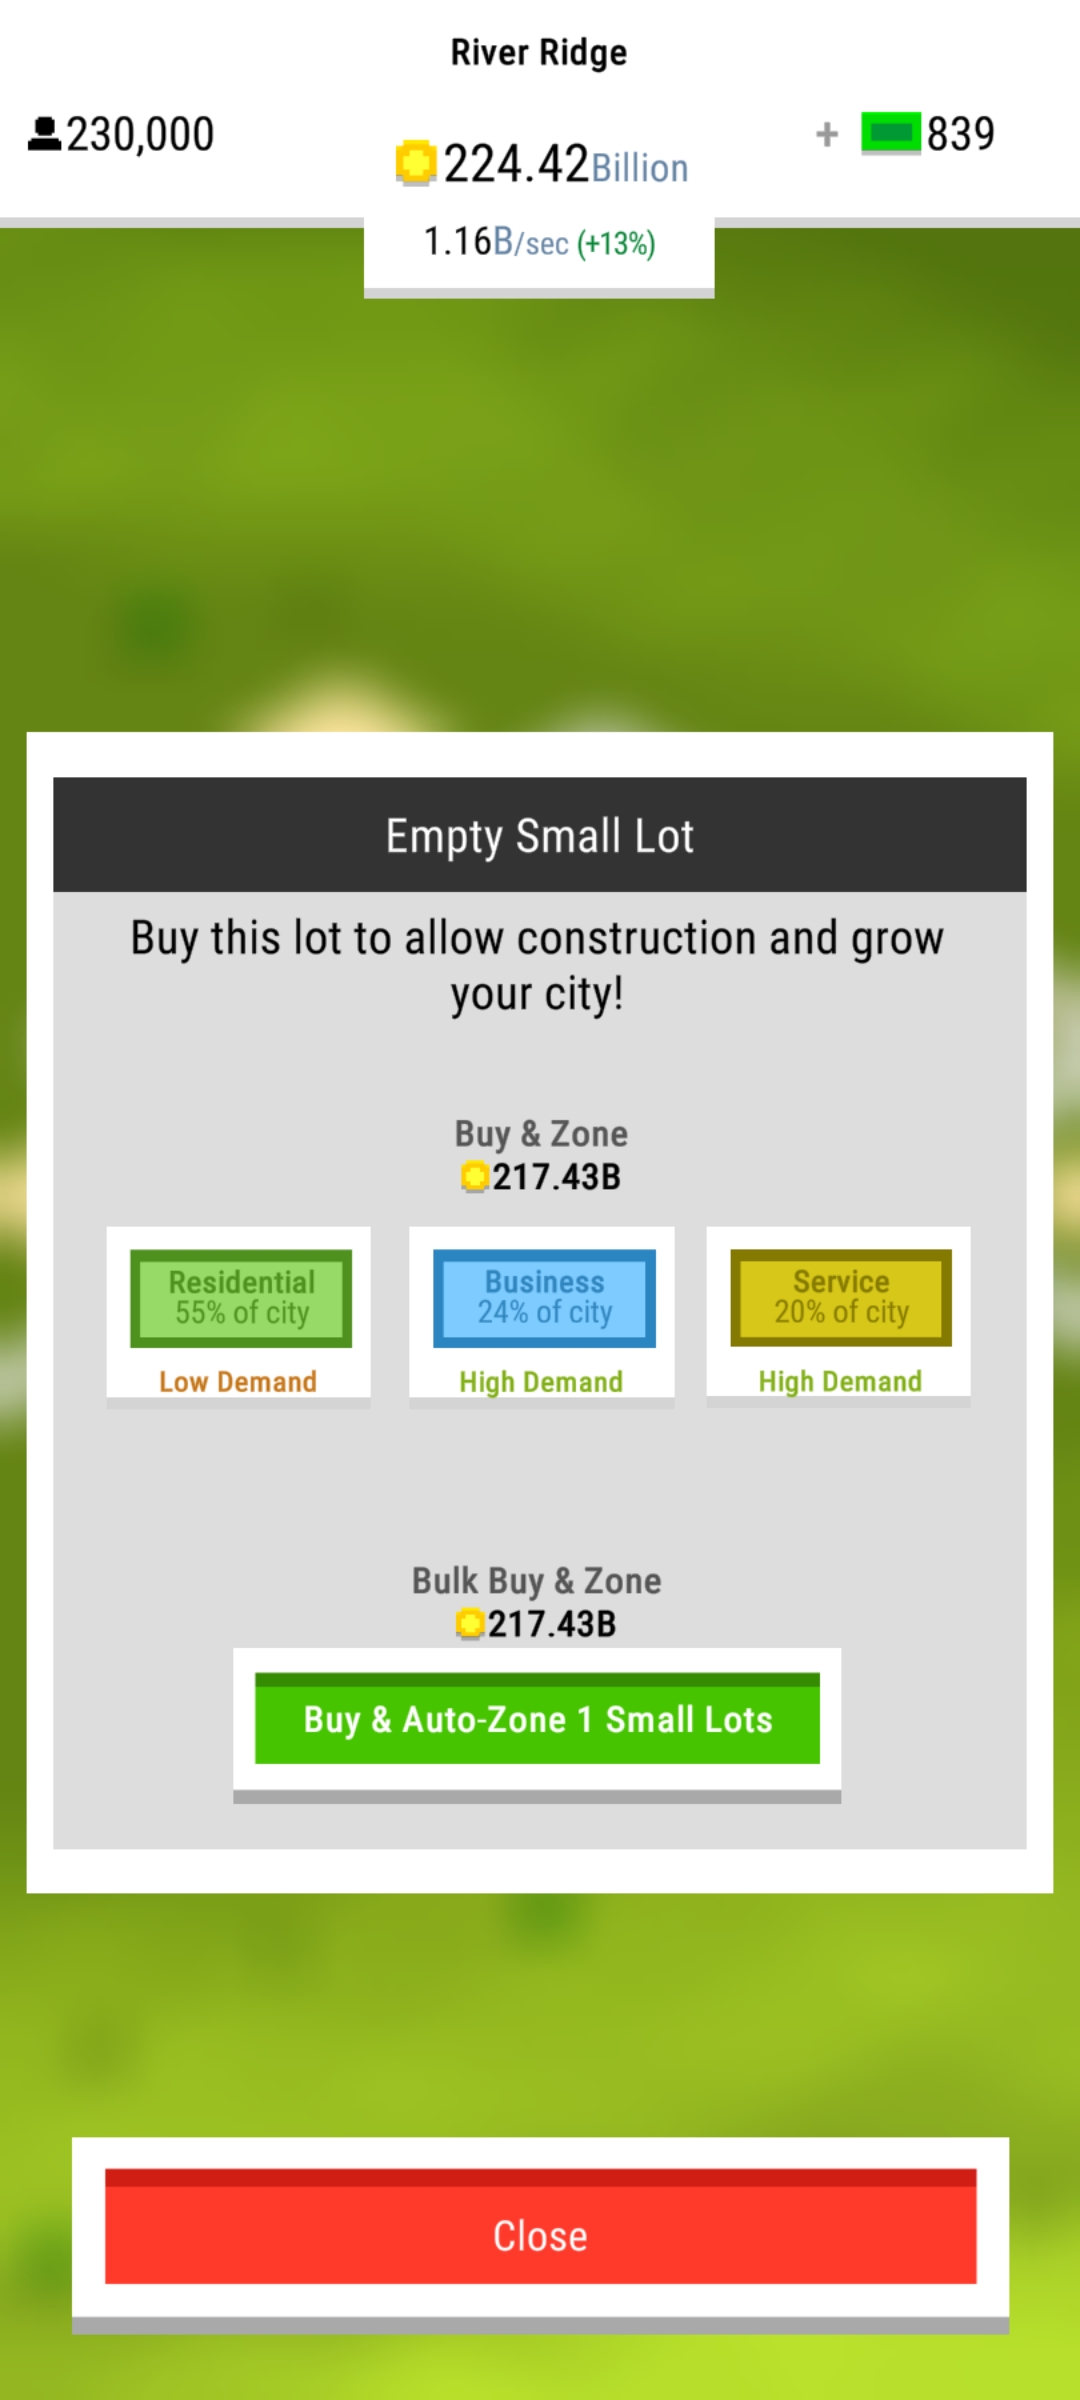 River Ridge
230,000
224.42Billion
+ 839
1.16B/sec (+13%)
Empty Small Lot
Buy this lot to allow construction and grow
your city!
Buy & Zone
217.43B
Residential
55% of city
Low Demand
Business
24% of city
High Demand
Service
20% of city
High Demand
Bulk Buy & Zone
217.43B
Buy & Auto-Zone 1 Small Lots
Close